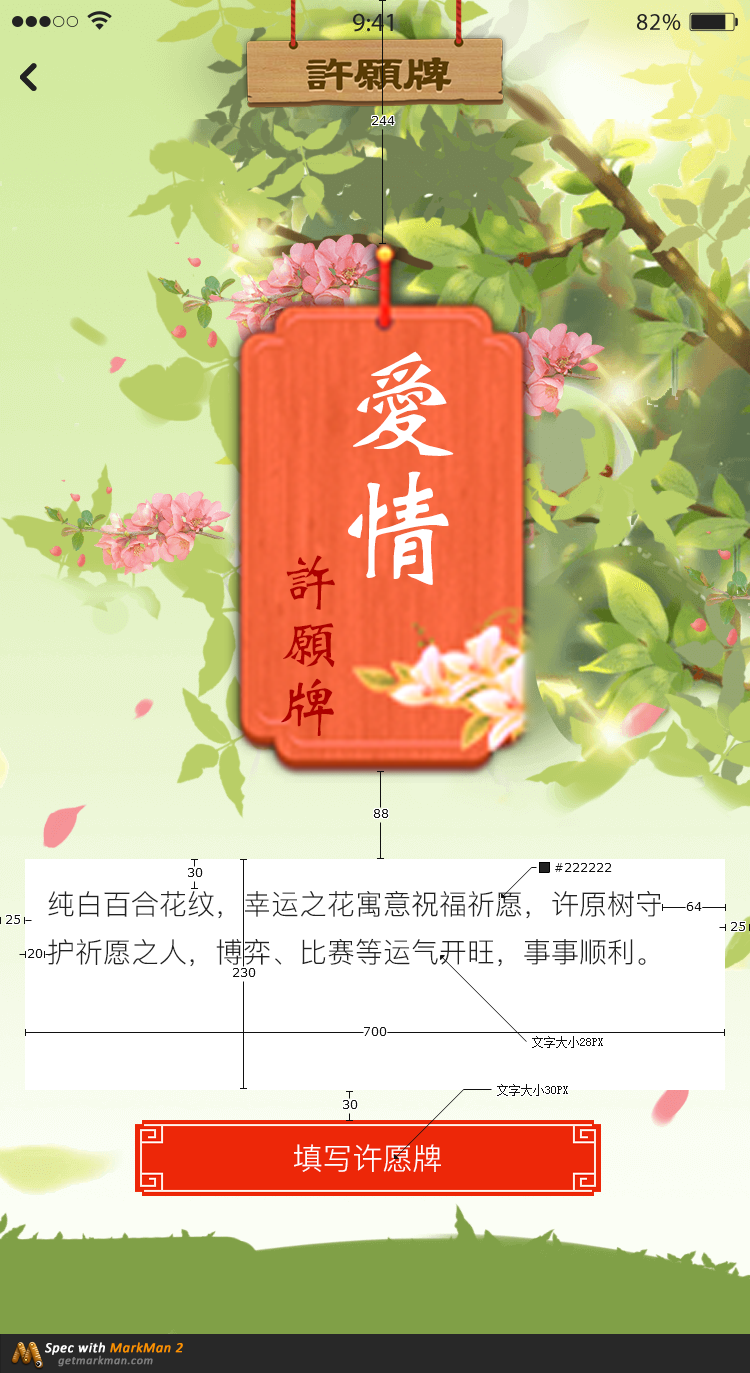 9:41
82%
許願牌
244
愛情
許願牌
88
30
#222222
纯白百合花纹，幸运之花寓意祝福祈愿，许原树守
64
25
25
20
护祈愿之人，博弈、比赛等运气开旺，事事顺利。
230
700
文字大小28PX
文字大小30PX
30
填写许愿牌
Spec with MarkMan 2
getmarkman.com